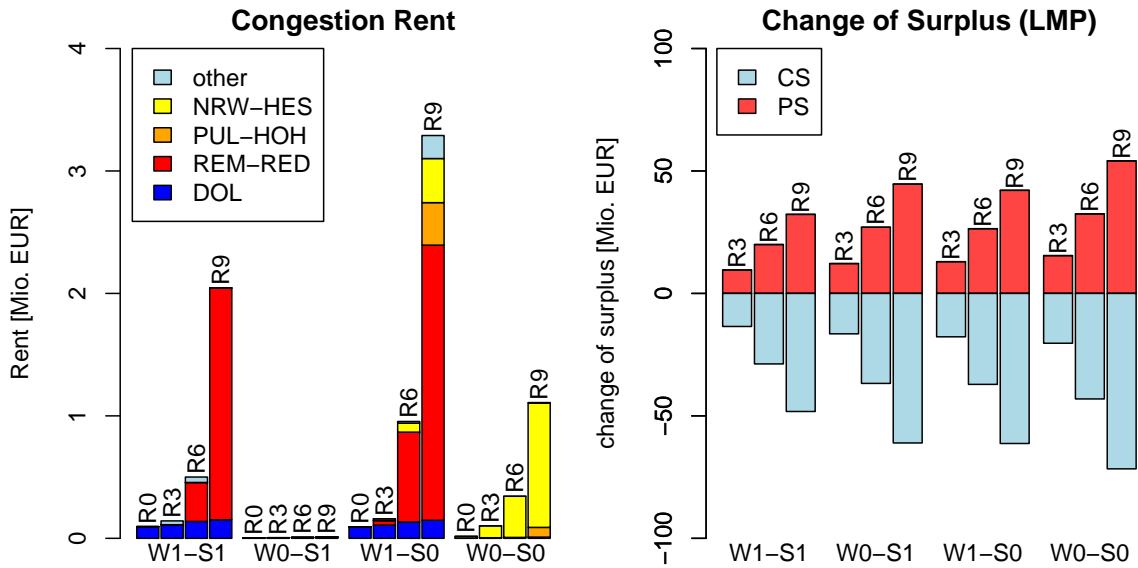 Congestion Rent
Rent [Mio. EUR]
4
3
2
1
0
other
NRW−HES
PUL−HOH
REM−RED
DOL
R0
R3
R6
R9
R0
R3
R6
R9
R0
R3
R6
R9
R0
R3
R6
R9
W1−S1
W0−S1
W1−S0
W0−S0
Change of Surplus (LMP)
change of surplus [Mio. EUR]
100
50
0
−50
−100
CS
PS
R3
R6
R9
R3
R6
R9
R3
R6
R9
R3
R6
R9
W1−S1
W0−S1
W1−S0
W0−S0